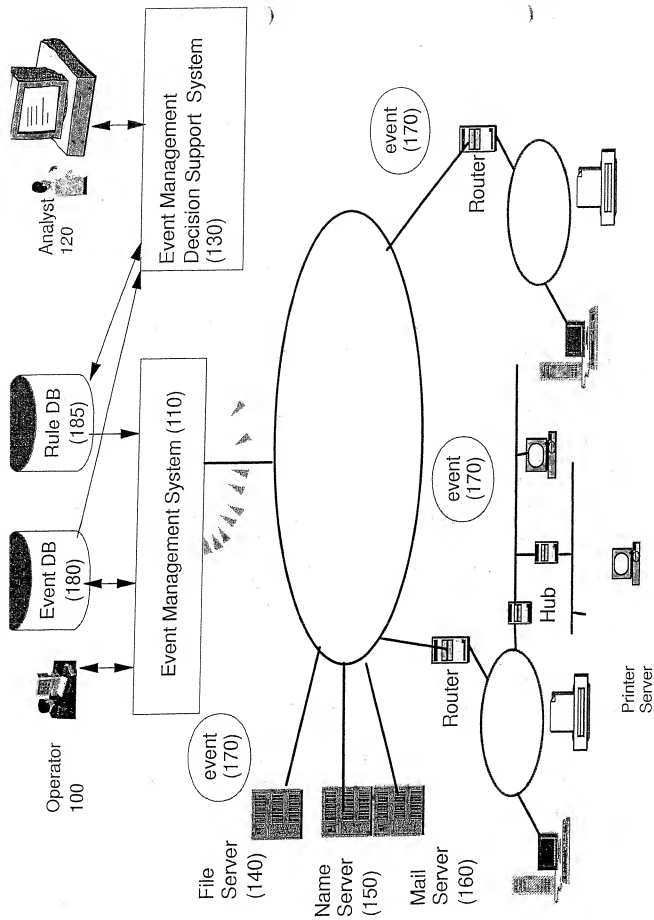 Operator
100
Event DB
(180)
Rule DB
(185)
Analyst
120
Event Management System (110)
Event Management
Decision Support System
(130)
File
Server
(140)
event
(170)
Name
Server
(150)
Mail
Server
(160)
Router
event
(170)
event
(170)
Router
Hub
Printer
Server